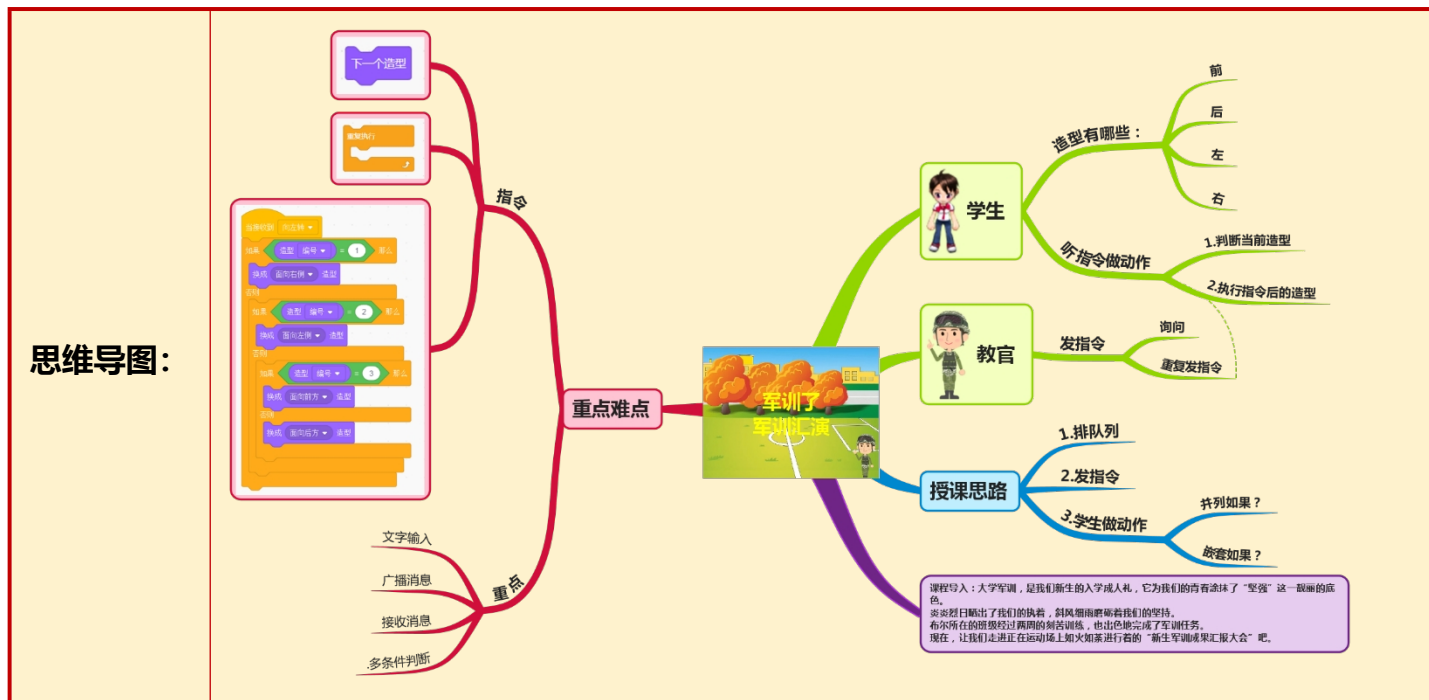 思维导图：
下一个造型
重复执行
当接收到 向左转
如果 造型 编号 = 1 那么
换成 面向右侧 造型
否则
如果 造型 编号 = 2 那么
换成 面向左侧 造型
否则
如果 造型 编号 = 3 那么
换成 面向前方 造型
否则
换成 面向后方 造型
指令
重点难点
重点
文字输入
广播消息
接收消息
.多条件判断
军训了
军训汇演
学生
造型有哪些：
前
后
左
右
听指令做动作
1.判断当前造型
2.执行指令后的造型
教官
发指令
询问
重复发指令
授课思路
1.排队列
2.发指令
3.学生做动作
并列如果？
嵌套如果？
课程导入：大学军训，是我们新生的入学成人礼，它为我们的青春涂抹了“坚强”这一靓丽的底
色。
炎炎烈日晒出了我们的执着，斜风细雨磨砺着我们的坚持。
布尔所在的班级经过两周的刻苦训练，也出色地完成了军训任务。
现在，让我们走进正在运动场上如火如荼进行着的“新生军训成果汇报大会”吧。